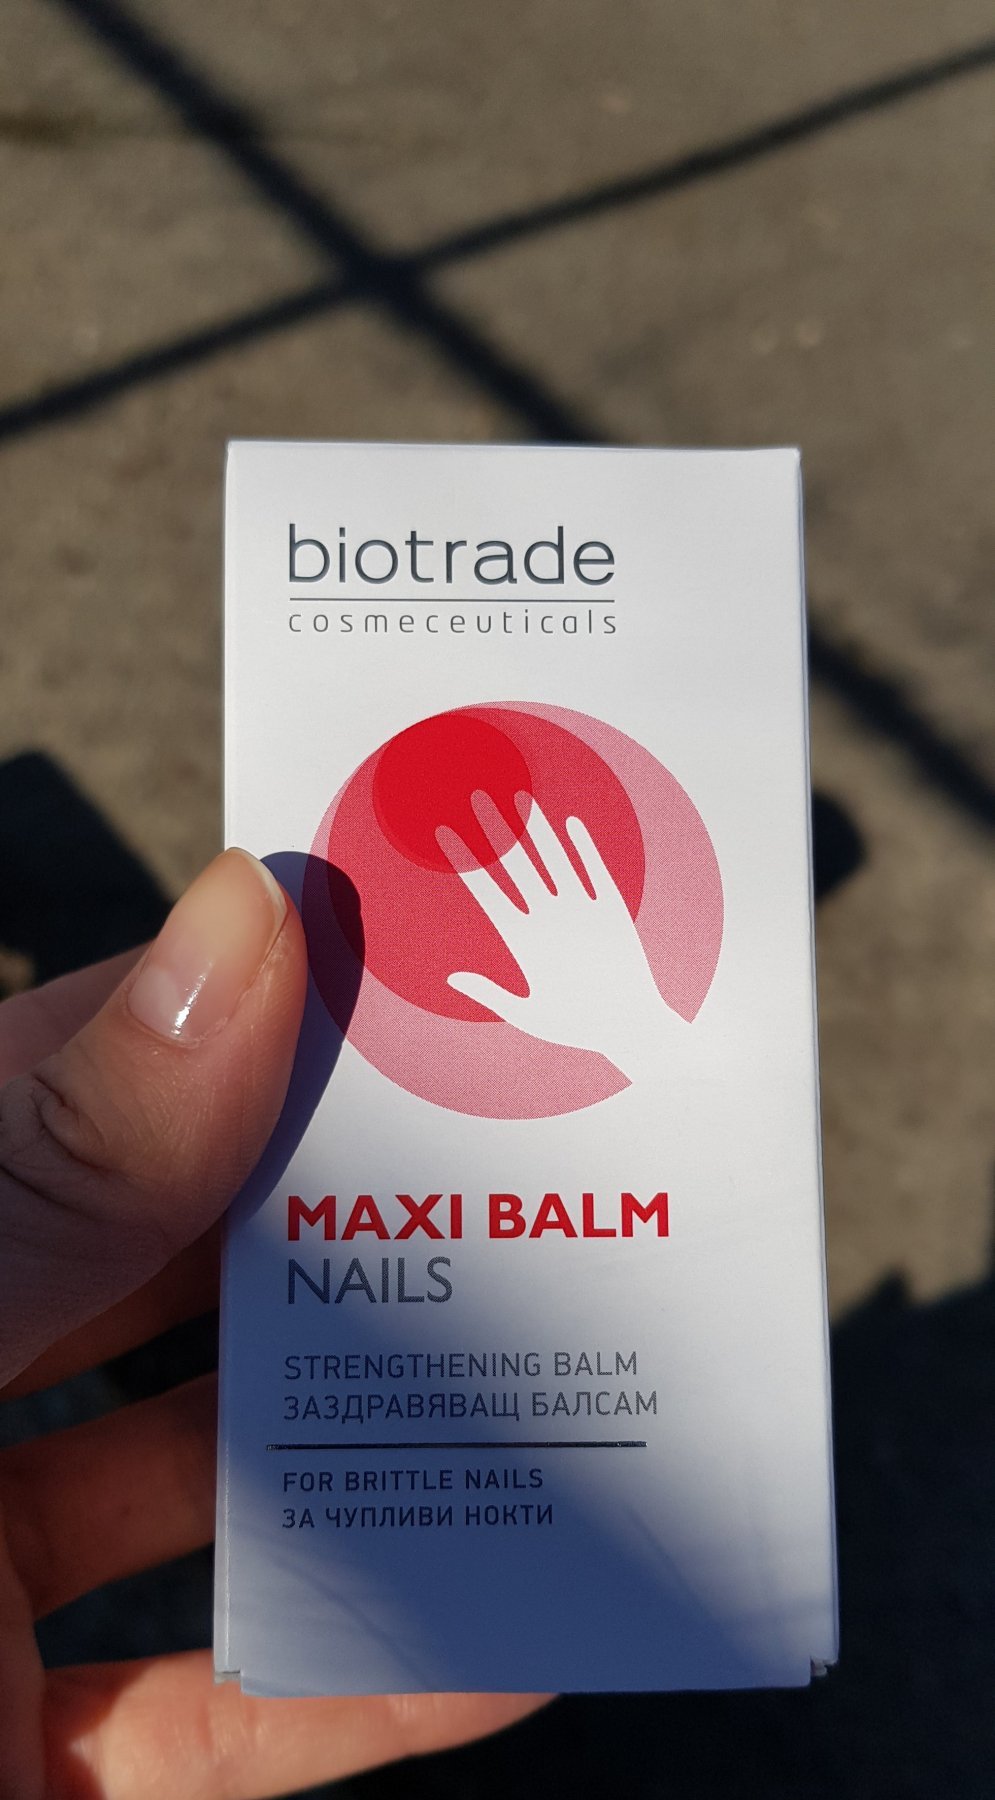 biotrade
cosmeceuticals
MAXI BALM
NAILS
STRENGTHENING BALM
ЗАЗДРАВЯВАЩ БАЛСАМ
FOR BRITTLE NAILS
ЗА ЧУПЛИВИ НОКТИ